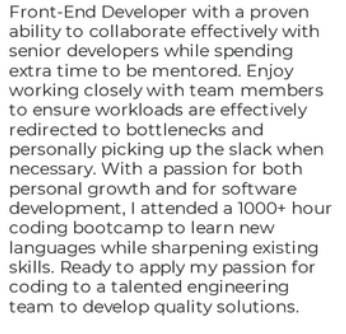 Front-End Developer with a proven
ability to collaborate effectively with
senior developers while spending
extra time to be mentored. Enjoy
working closely with team members
to ensure workloads are effectively
redirected to bottlenecks and
personally picking up the slack when
necessary. With a passion for both
personal growth and for software
development, I attended a 1000+ hour
coding bootcamp to learn new
languages while sharpening existing
skills. Ready to apply my passion for
coding to a talented engineering
team to develop quality solutions.